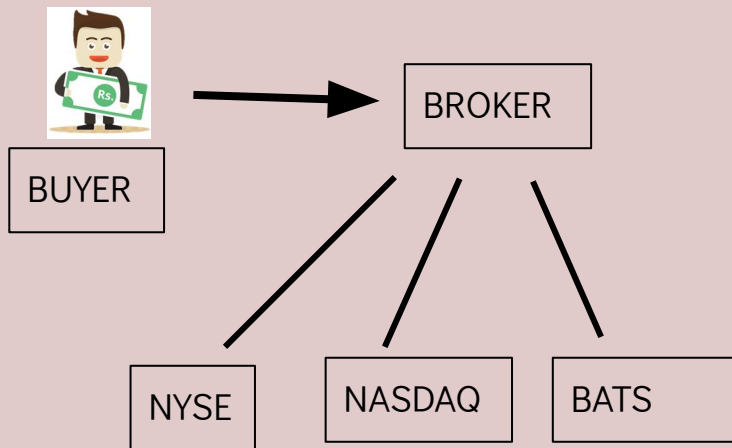 Rs.
BROKER
BUYER
NYSE
NASDAQ
BATS